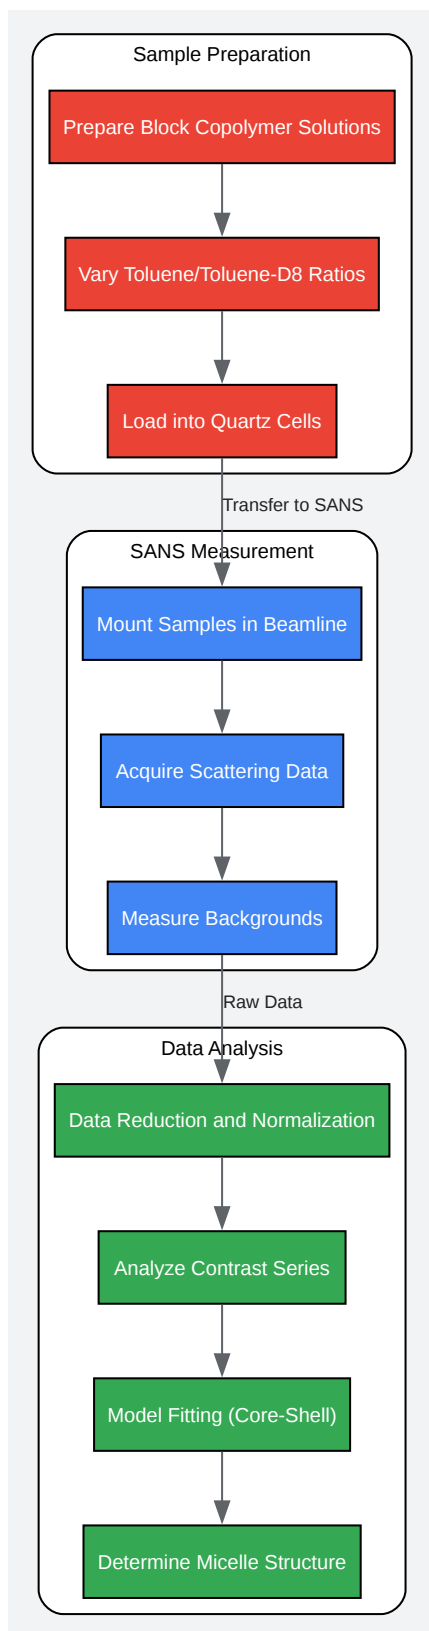 Sample Preparation
Prepare Block Copolymer Solutions
Vary Toluene/Toluene-D8 Ratios
Load into Quartz Cells
Transfer to SANS
SANS Measurement
Mount Samples in Beamline
Acquire Scattering Data
Measure Backgrounds
Raw Data
Data Analysis
Data Reduction and Normalization
Analyze Contrast Series
Model Fitting (Core-Shell)
Determine Micelle Structure